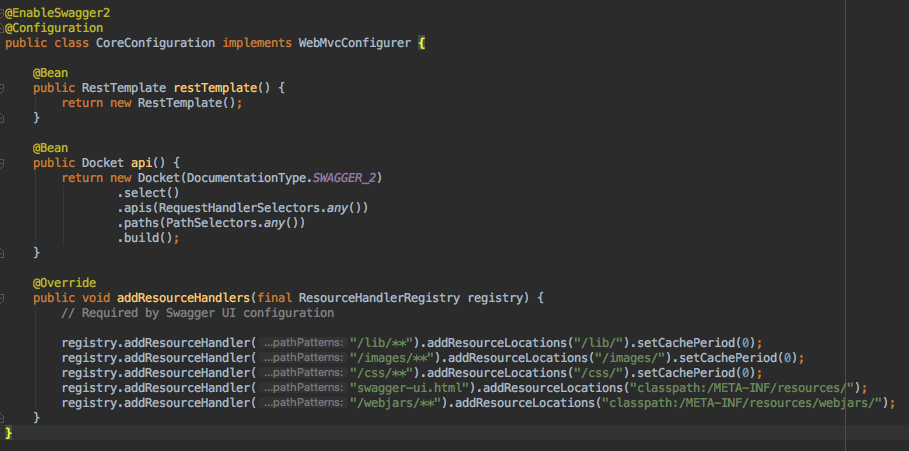 @EnableSwagger2
@Configuration
public class CoreConfiguration implements WebMvcConfigurer {
@Bean
public RestTemplate restTemplate() {
return new RestTemplate();
}
@Bean
public Docket api() {
return new Docket(DocumentationType.SWAGGER_2)
.select()
.apis(RequestHandlerSelectors.any())
.paths(PathSelectors.any())
.build();
}
@Override
public void addResourceHandlers(final ResourceHandlerRegistry registry) {
// Required by Swagger UI configuration
registry.addResourceHandler( ...pathPatterns: "/lib/**").addResourceLocations("/lib/").setCachePeriod(0);
registry.addResourceHandler( ...pathPatterns: "/images/**").addResourceLocations("/images/").setCachePeriod(0);
registry.addResourceHandler( ...pathPatterns: "/css/**").addResourceLocations("/css/").setCachePeriod(0);
registry.addResourceHandler( ...pathPatterns: "swagger-ui.html").addResourceLocations("classpath:/META-INF/resources/");
registry.addResourceHandler( ...pathPatterns: "/webjars/**").addResourceLocations("classpath:/META-INF/resources/webjars/");
}
}